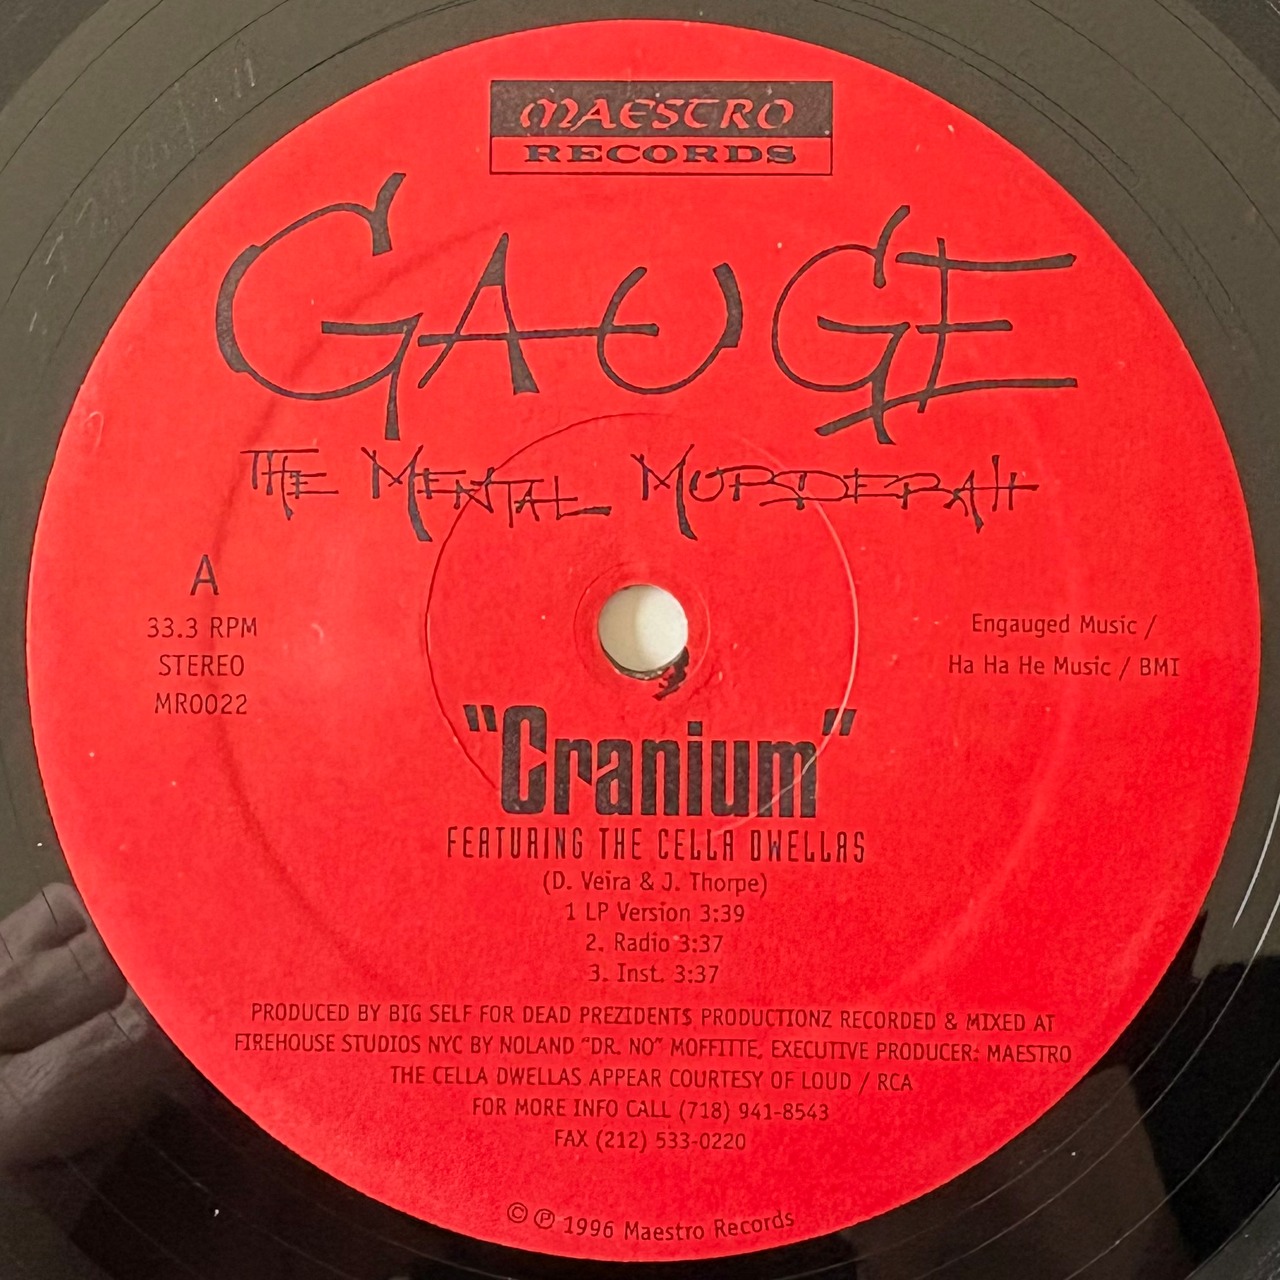 MAESTRO
RECORDS
GAUGE
THE MENTAL MURDERAH
A
33.3 RPM
STEREO
MR0022
Engauged Music /
Ha Ha He Music / BMI
"Cranium"
FEATURING THE CELLA DWELLAS
(D. Veira & J. Thorpe)
1 LP Version 3:39
2. Radio 3:37
3. Inst. 3:37
PRODUCED BY BIG SELF FOR DEAD PREZIDENTS PRODUCTIONZ RECORDED & MIXED AT
FIREHOUSE STUDIOS NYC BY NOLAND "DR. NO" MOFFITTE, EXECUTIVE PRODUCER: MAESTRO
THE CELLA DWELLAS APPEAR COURTESY OF LOUD / RCA
FOR MORE INFO CALL (718) 941-8543
FAX (212) 533-0220
© ℗ 1996 Maestro Records